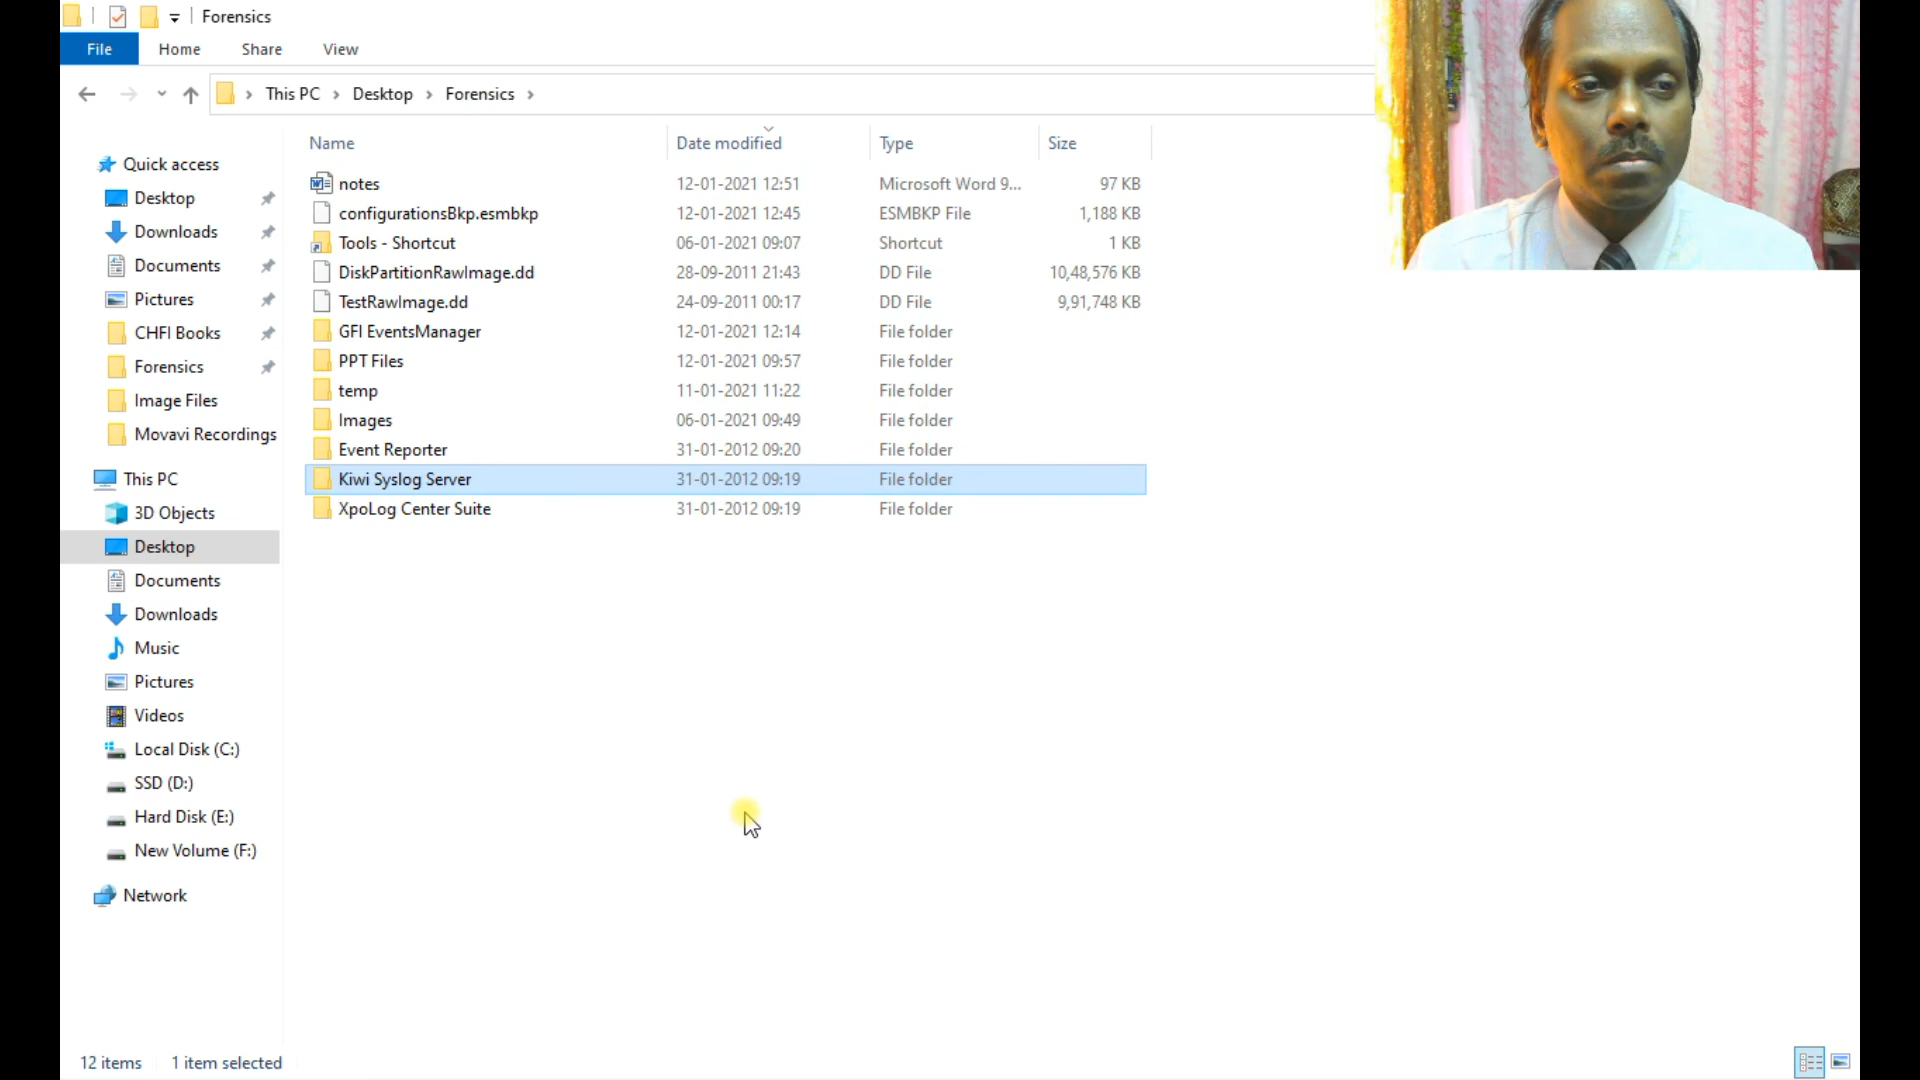 Forensics
File Home Share View
This PC Desktop Forensics
Name Date modified Type Size
Quick access
Desktop
Downloads
Documents
Pictures
CHFI Books
Forensics
Image Files
Movavi Recordings
This PC
3D Objects
Desktop
Documents
Downloads
Music
Pictures
Videos
Local Disk (C:)
SSD (D:)
Hard Disk (E:)
New Volume (F:)
Network
notes 12-01-2021 12:51 Microsoft Word 9... 97 KB
configurationsBkp.esmbkp 12-01-2021 12:45 ESMBKP File 1,188 KB
Tools - Shortcut 06-01-2021 09:07 Shortcut 1 KB
DiskPartitionRawImage.dd 28-09-2011 21:43 DD File 10,48,576 KB
TestRawImage.dd 24-09-2011 00:17 DD File 9,91,748 KB
GFI EventsManager 12-01-2021 12:14 File folder
PPT Files 12-01-2021 09:57 File folder
temp 11-01-2021 11:22 File folder
Images 06-01-2021 09:49 File folder
Event Reporter 31-01-2012 09:20 File folder
Kiwi Syslog Server 31-01-2012 09:19 File folder
XpoLog Center Suite 31-01-2012 09:19 File folder
12 items 1 item selected